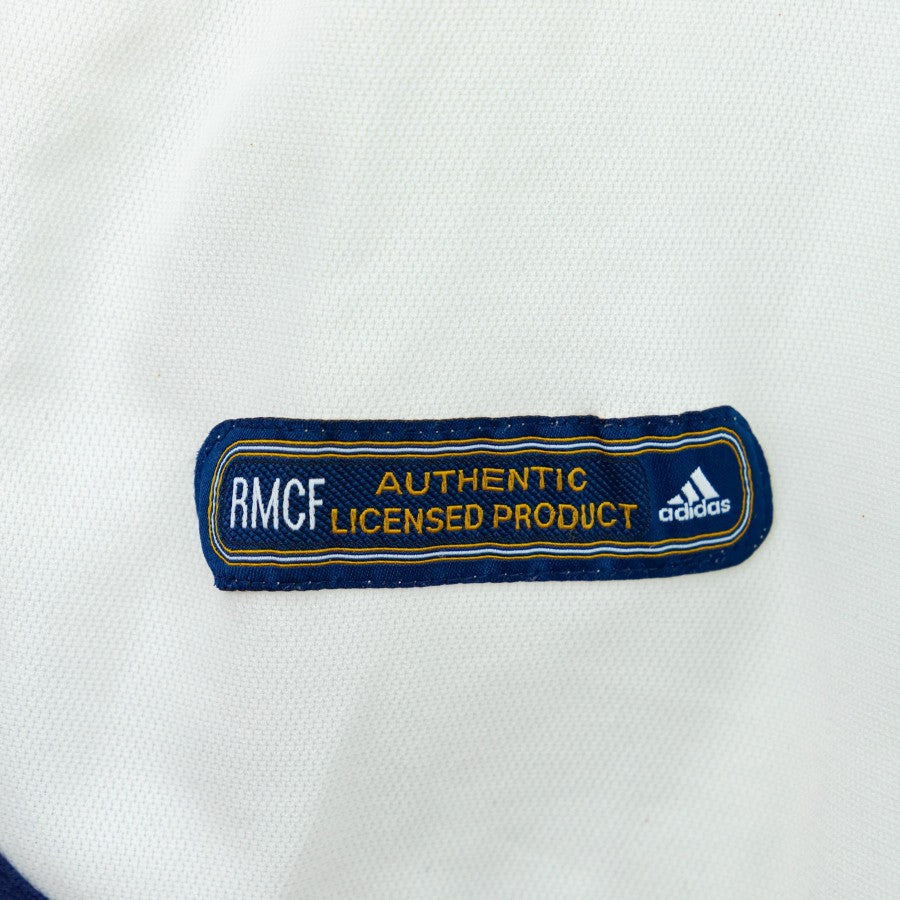 RMCF
AUTHENTIC
LICENSED PRODUCT
adidas